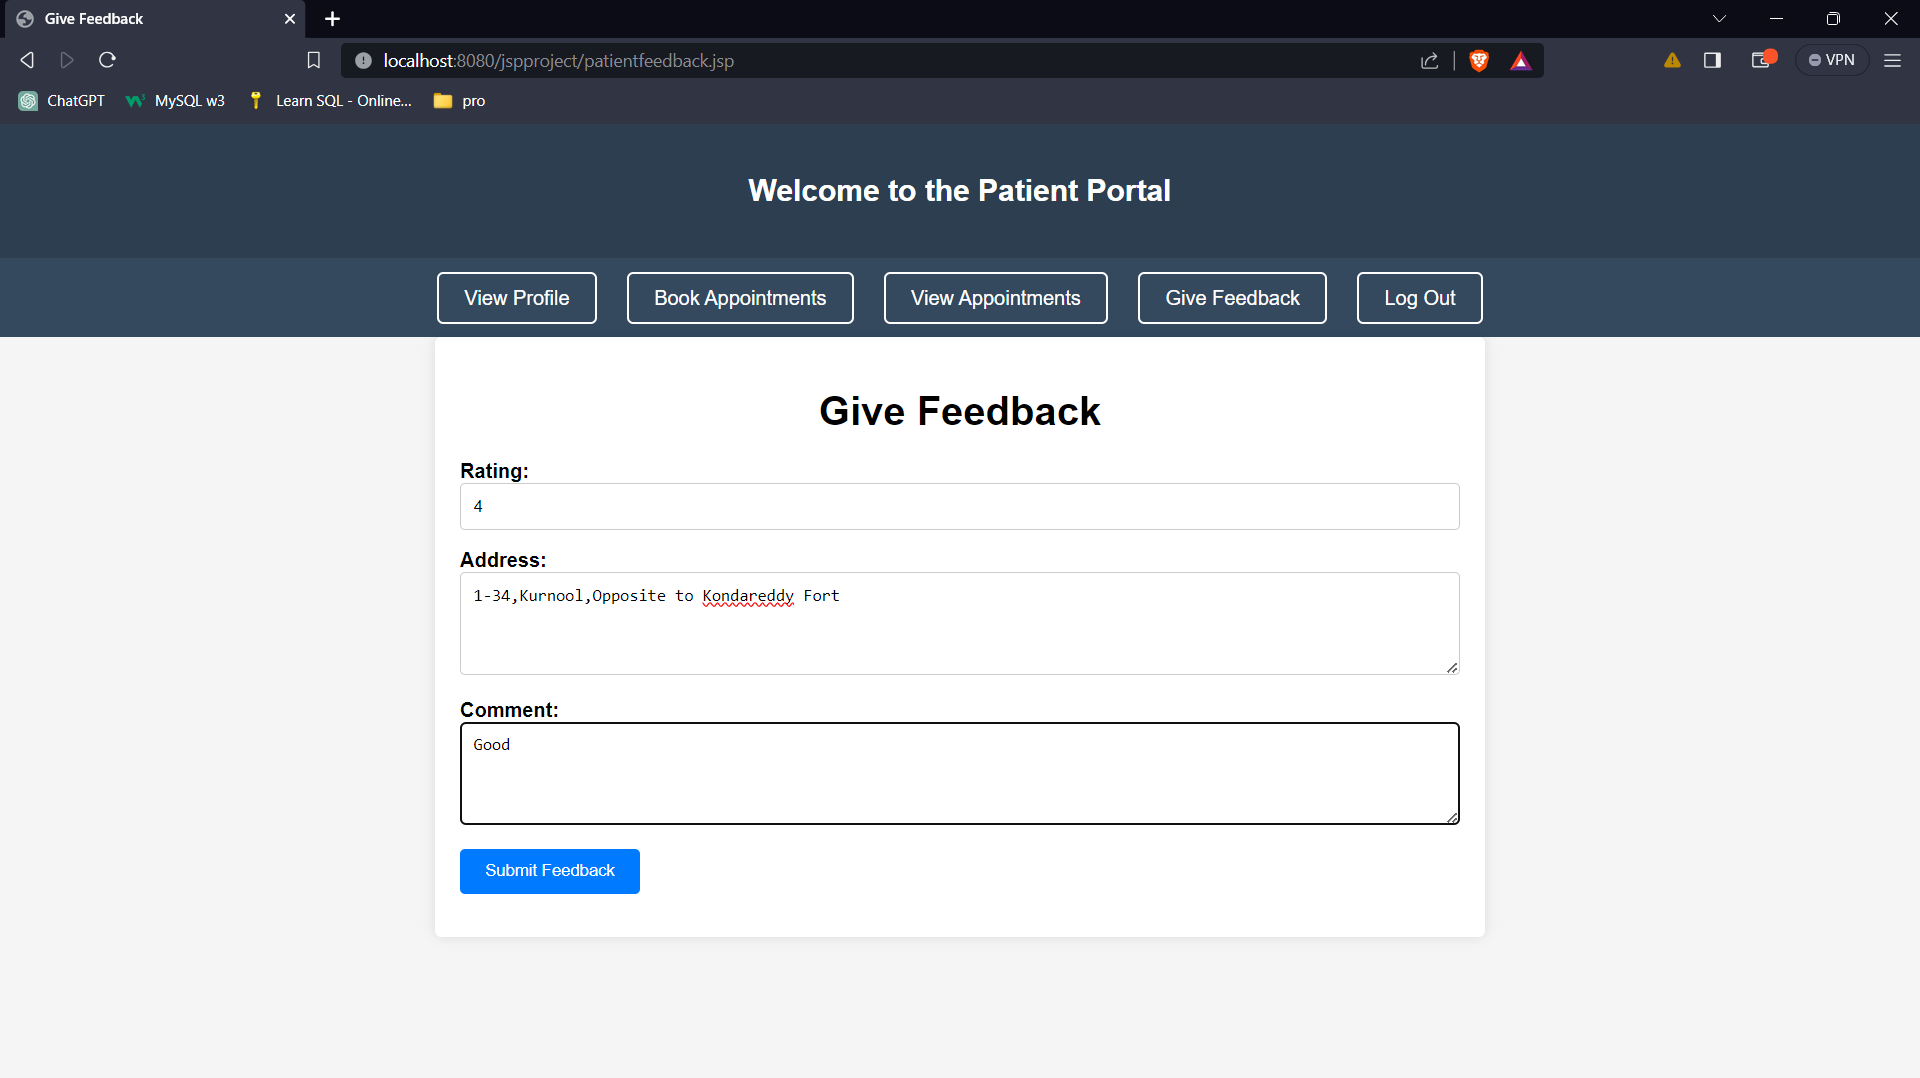 Give Feedback
localhost:8080/jspproject/patientfeedback.jsp
VPN
ChatGPT
MySQL w3
Learn SQL - Online...
pro
Welcome to the Patient Portal
View Profile
Book Appointments
View Appointments
Give Feedback
Log Out
Give Feedback
Rating:
4
Address:
1-34,Kurnool,Opposite to Kondareddy Fort
Comment:
Good
Submit Feedback